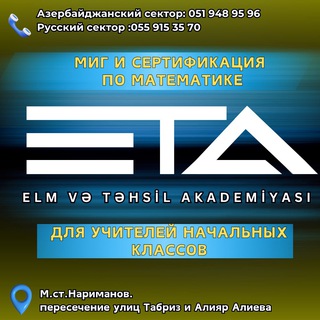 Азербайджанский сектор: 051 948 95 96
Русский сектор :055 915 35 70
МИГ И СЕРТИФИКАЦИЯ
ПО МАТЕМАТИКЕ
ETA
ELM VƏ TƏHSİL AKADEMİYASI
ДЛЯ УЧИТЕЛЕЙ НАЧАЛЬНЫХ
КЛАССОВ
М.ст.Нариманов.
пересечение улиц Табриз и Алияр Алиева